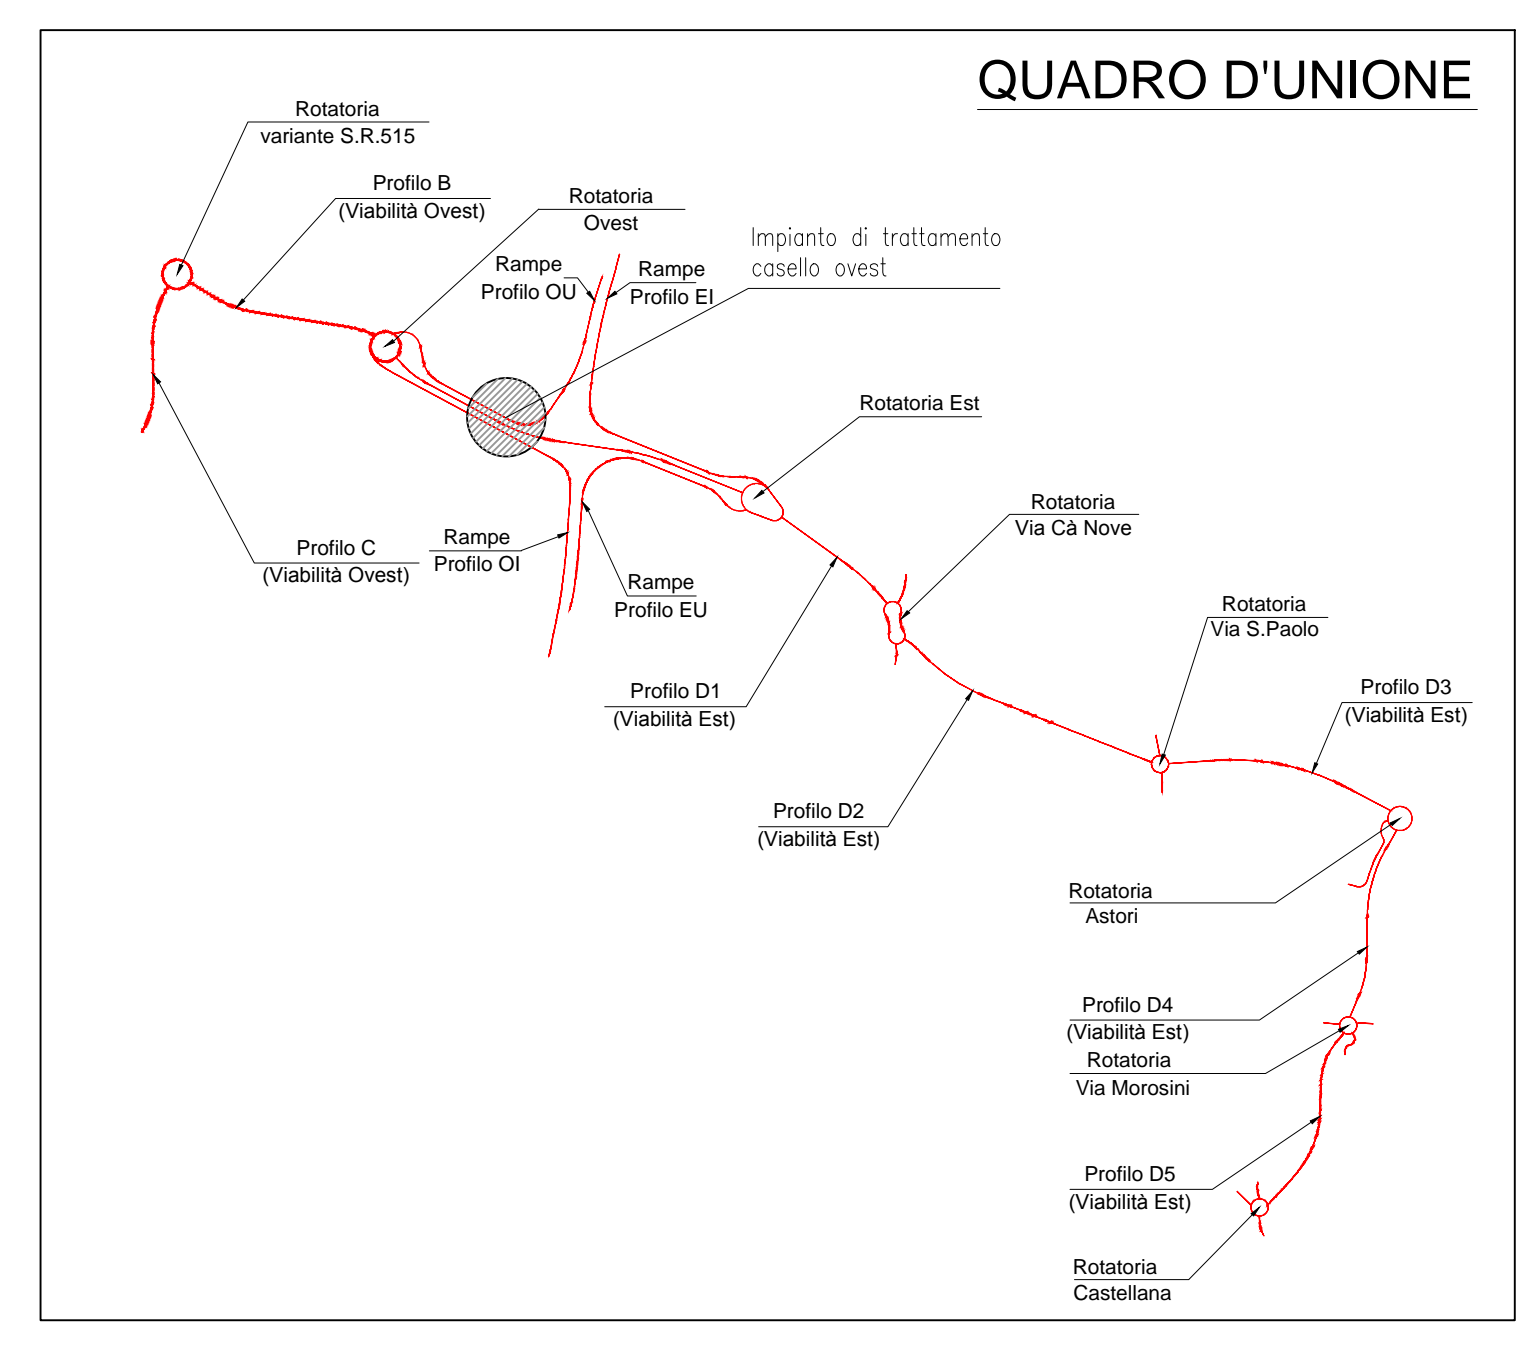 QUADRO D'UNIONE
Rotatoria
variante S.R.515
Profilo B
(Viabilità Ovest)
Rotatoria
Ovest
Impianto di trattamento
casello ovest
Rampe
Profilo OU
Rampe
Profilo EI
Rotatoria Est
Rotatoria
Via Cà Nove
Profilo C
(Viabilità Ovest)
Rampe
Profilo OI
Rampe
Profilo EU
Rotatoria
Via S.Paolo
Profilo D1
(Viabilità Est)
Profilo D3
(Viabilità Est)
Profilo D2
(Viabilità Est)
Rotatoria
Astori
Profilo D4
(Viabilità Est)
Rotatoria
Via Morosini
Profilo D5
(Viabilità Est)
Rotatoria
Castellana